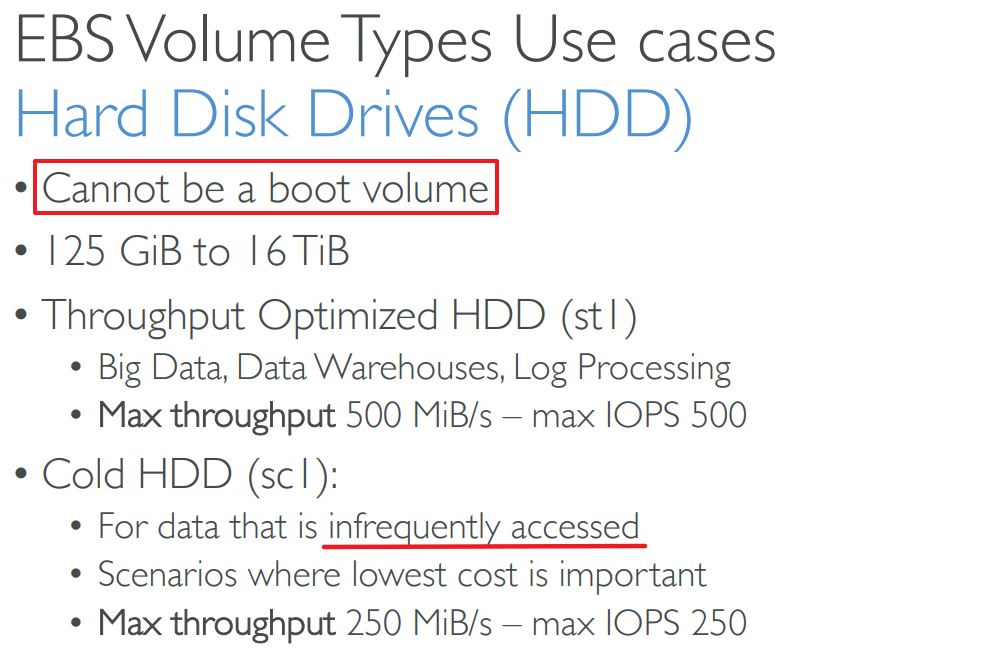 EBS Volume Types Use cases
Hard Disk Drives (HDD)
• Cannot be a boot volume
• 125 GiB to 16 TiB
• Throughput Optimized HDD (st1)
• Big Data, Data Warehouses, Log Processing
• Max throughput 500 MiB/s – max IOPS 500
• Cold HDD (sc1):
• For data that is infrequently accessed
• Scenarios where lowest cost is important
• Max throughput 250 MiB/s – max IOPS 250